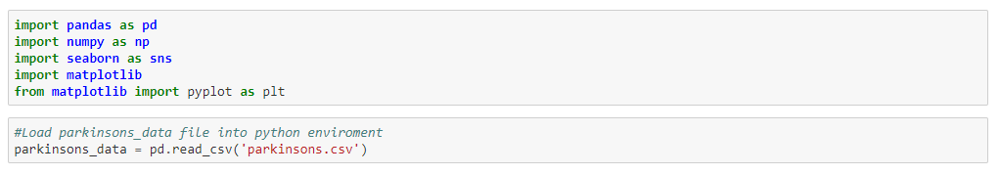 import pandas as pd
import numpy as np
import seaborn as sns
import matplotlib
from matplotlib import pyplot as plt
#Load parkinsons_data file into python enviroment
parkinsons_data = pd.read_csv('parkinsons.csv')